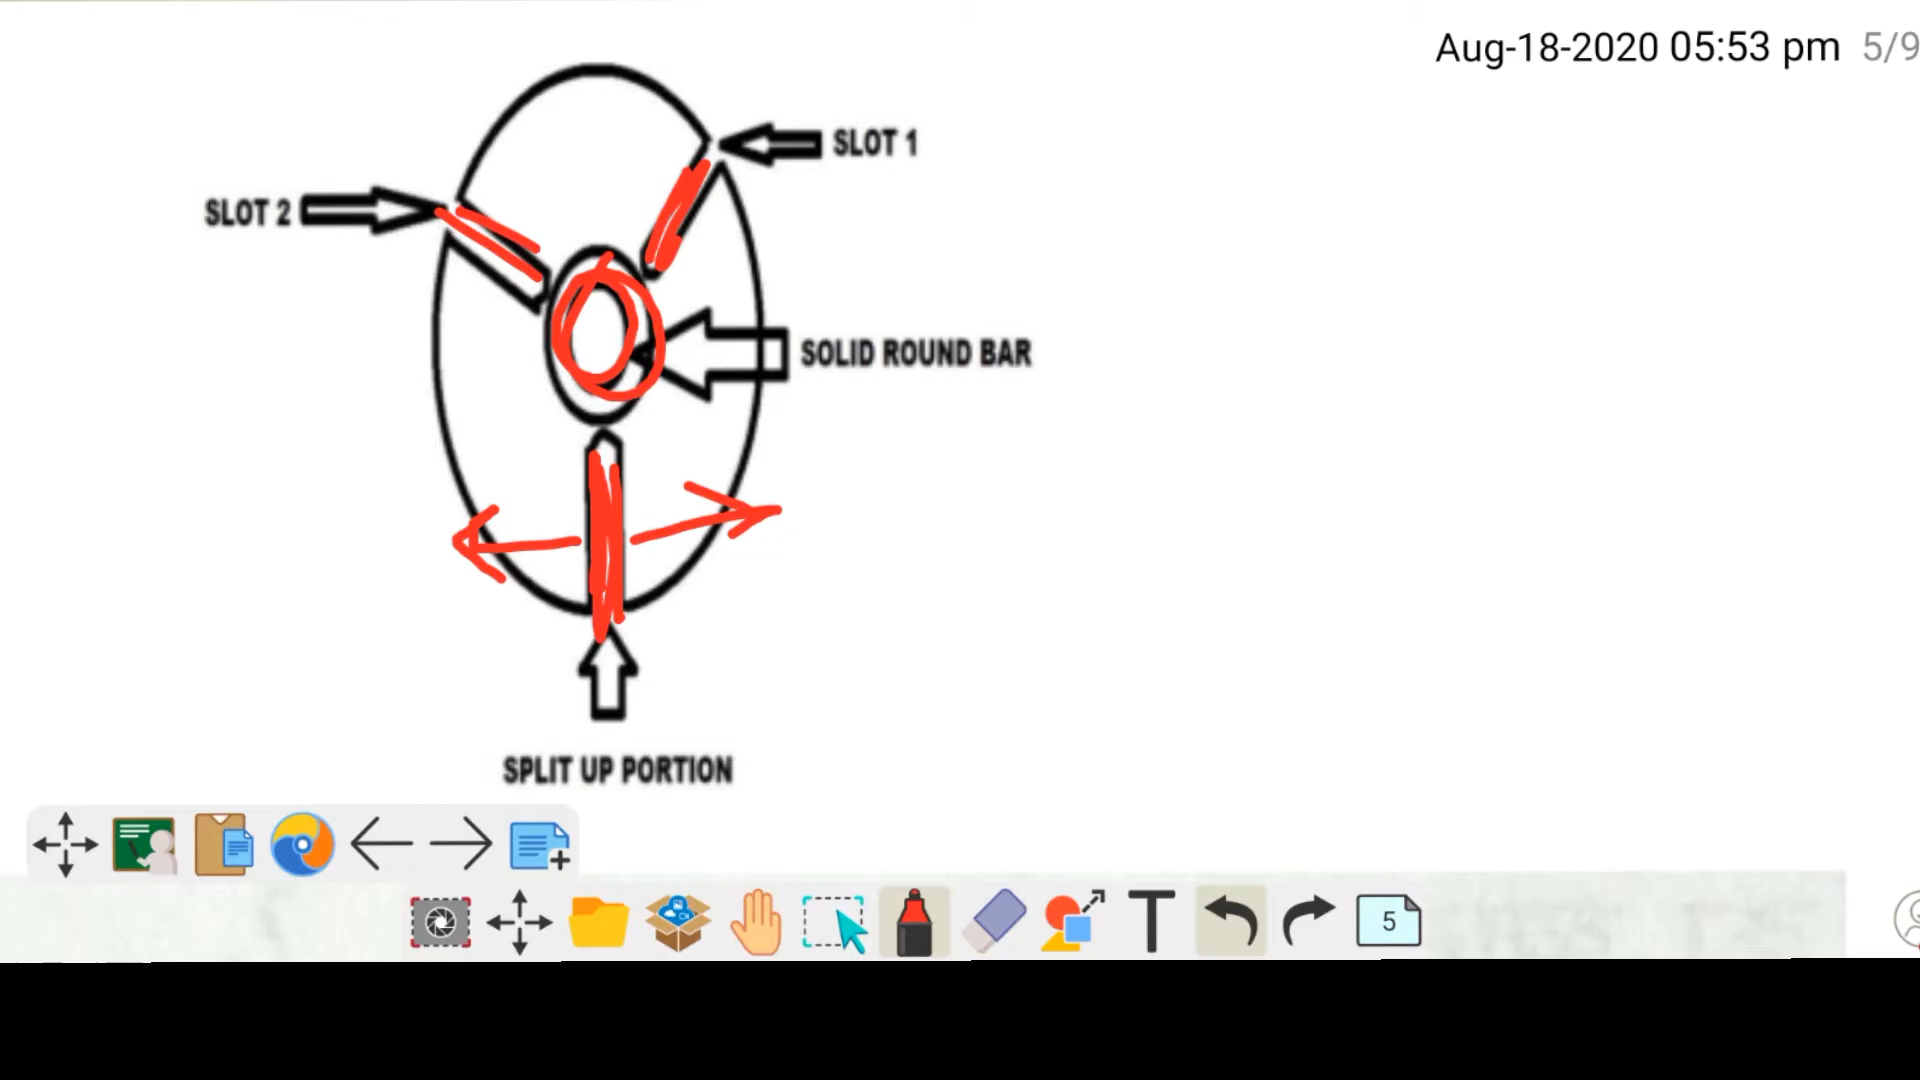 Aug-18-2020 05:53 pm 5/9
SLOT 1
SLOT 2
SOLID ROUND BAR
SPLIT UP PORTION
T
5